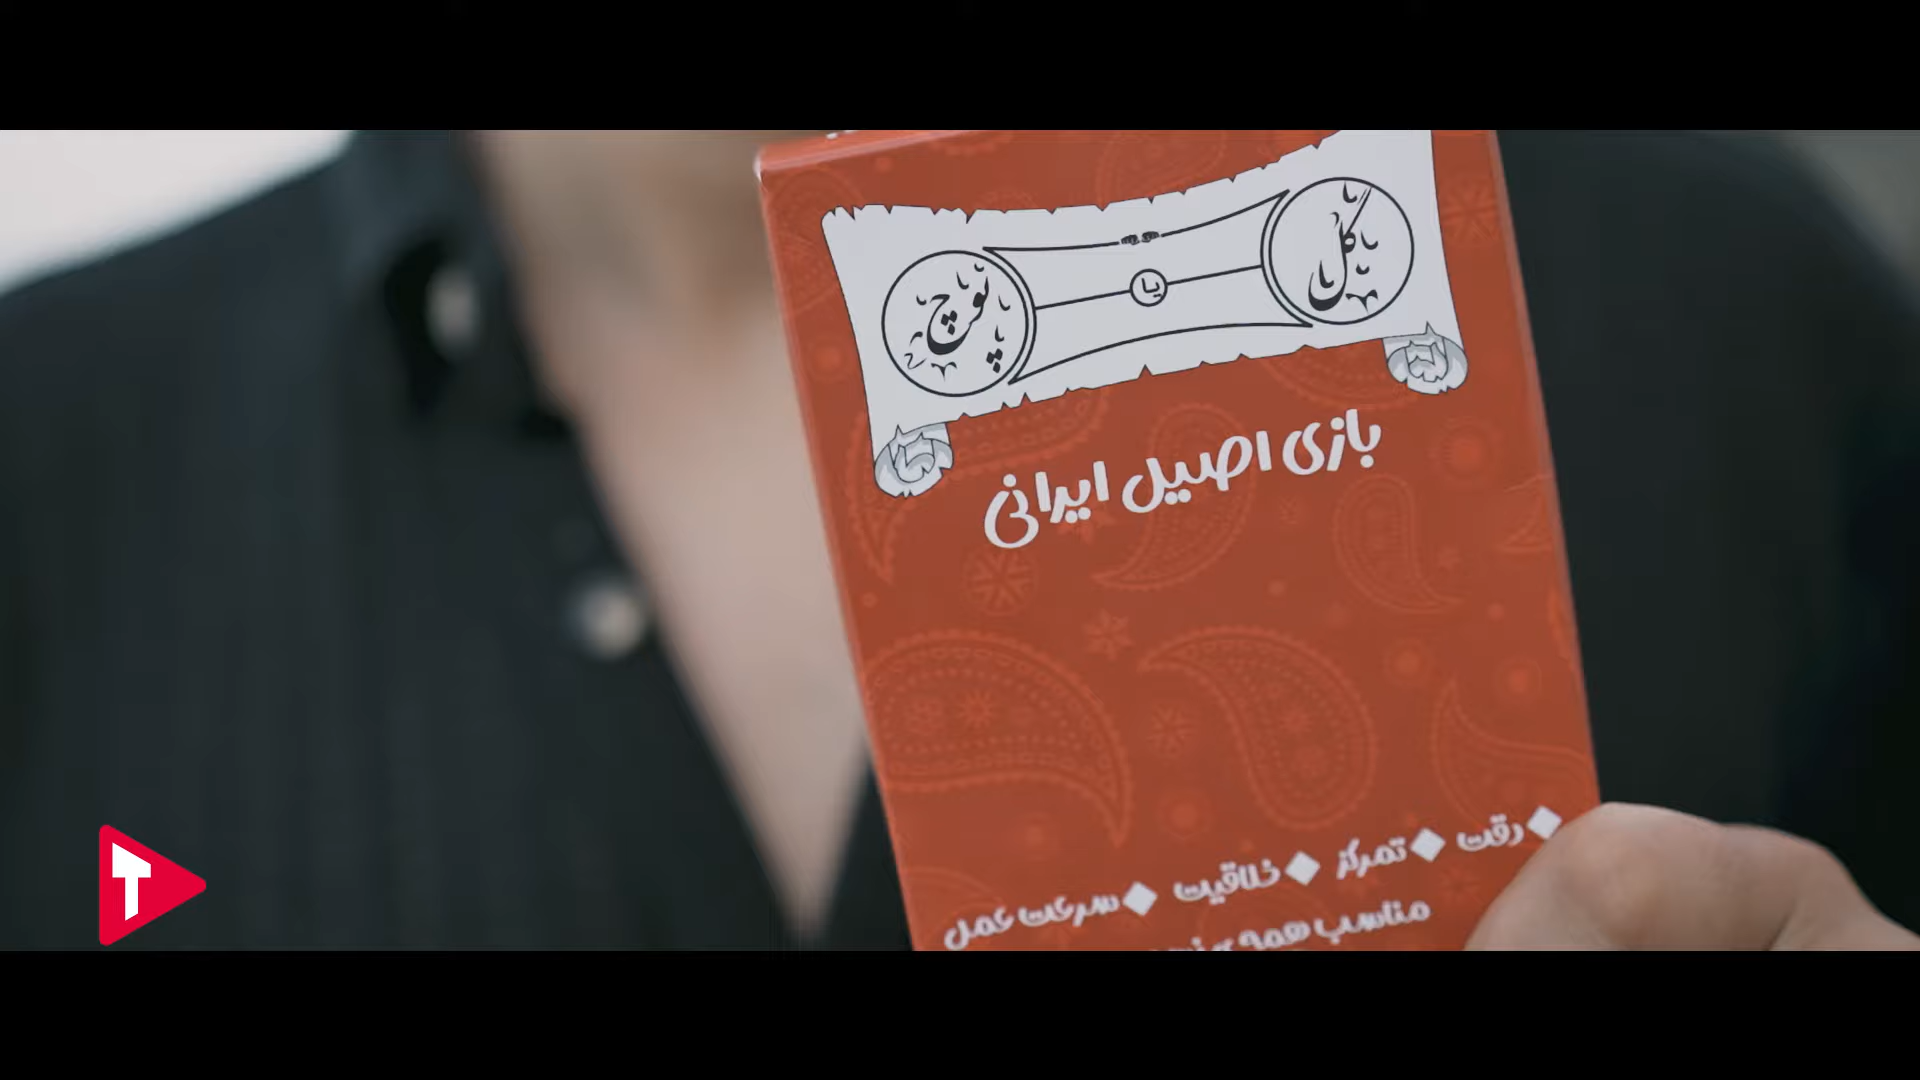 گل یا پوچ
بازی اصیل ایرانی
دقت تمرکز خلاقیت سرعت عمل
مناسب همه ی
T